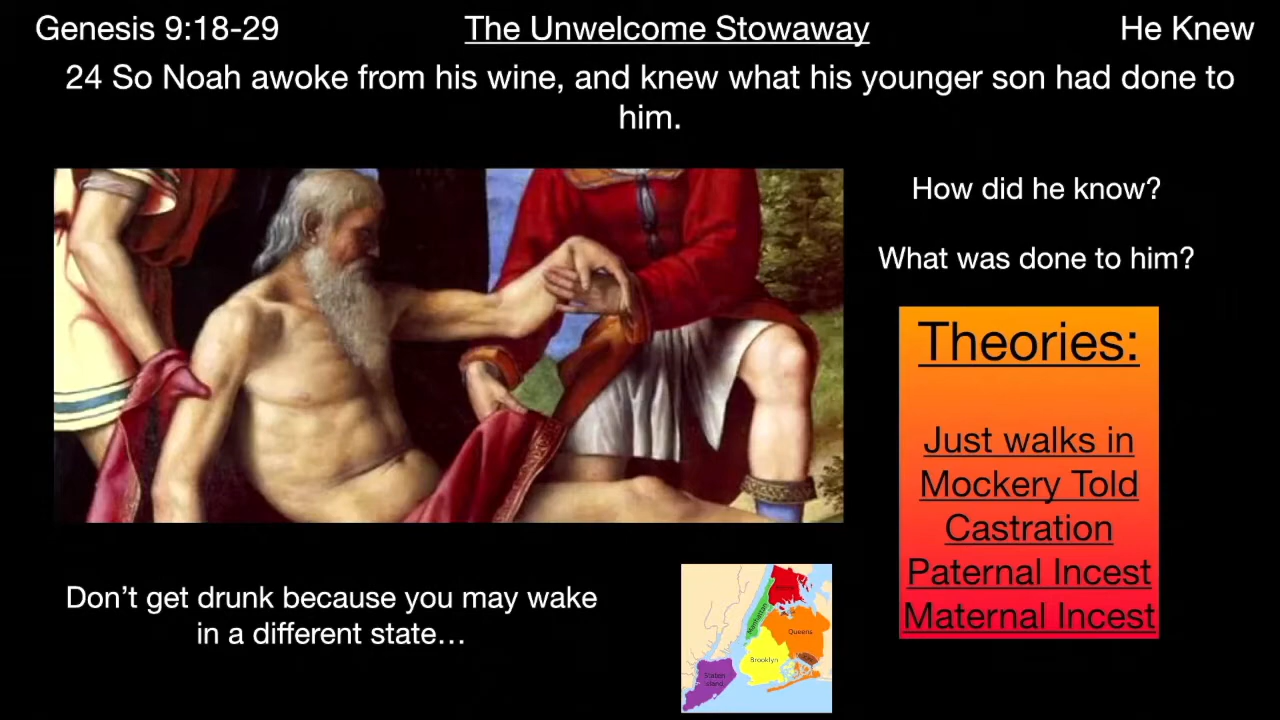 Genesis 9:18-29
The Unwelcome Stowaway
He Knew
24 So Noah awoke from his wine, and knew what his younger son had done to
him.
How did he know?
What was done to him?
Theories:
Just walks in
Mockery Told
Castration
Paternal Incest
Maternal Incest
Don’t get drunk because you may wake
in a different state…
Manhattan
Queens
Brooklyn
Staten
Island